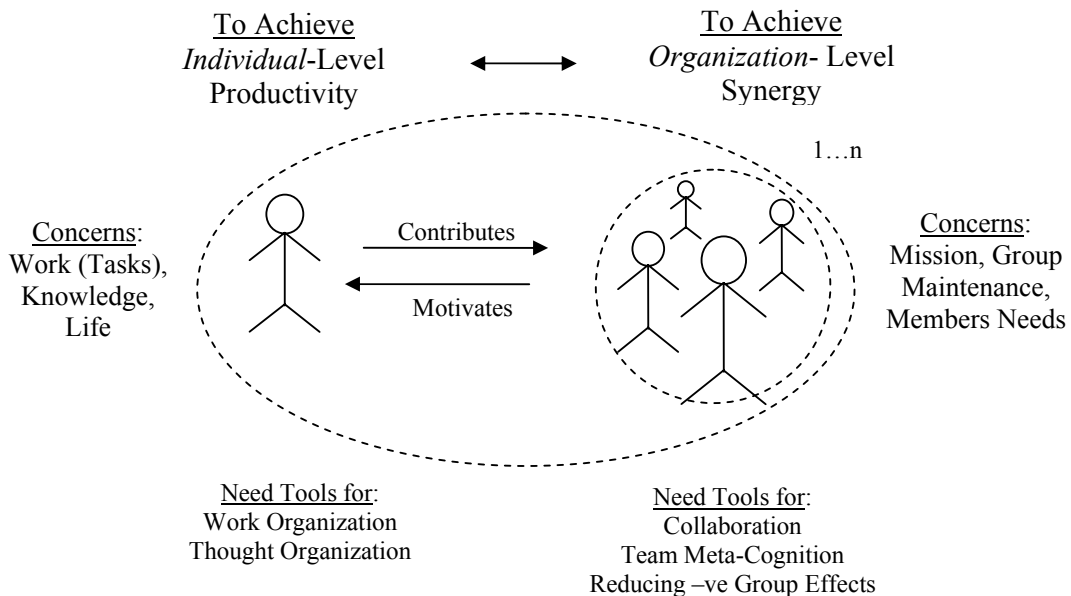 To Achieve
Individual-Level
Productivity
To Achieve
Organization- Level
Synergy
1…n
Concerns:
Work (Tasks),
Knowledge,
Life
Contributes
Motivates
Concerns:
Mission, Group
Maintenance,
Members Needs
Need Tools for:
Work Organization
Thought Organization
Need Tools for:
Collaboration
Team Meta-Cognition
Reducing –ve Group Effects